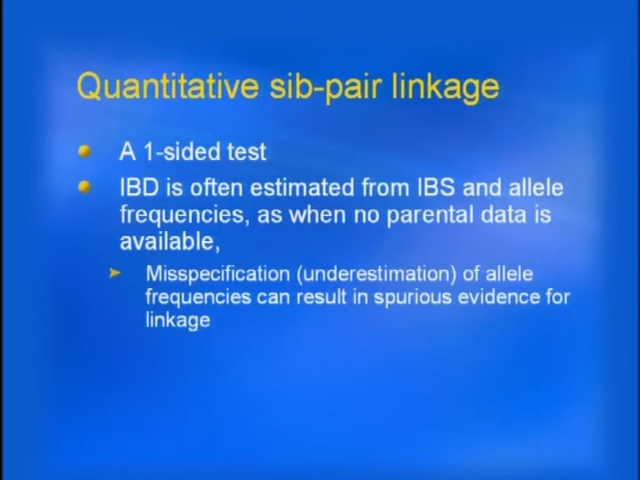 Quantitative sib-pair linkage
A 1-sided test
IBD is often estimated from IBS and allele
frequencies, as when no parental data is
available,
Misspecification (underestimation) of allele
frequencies can result in spurious evidence for
linkage